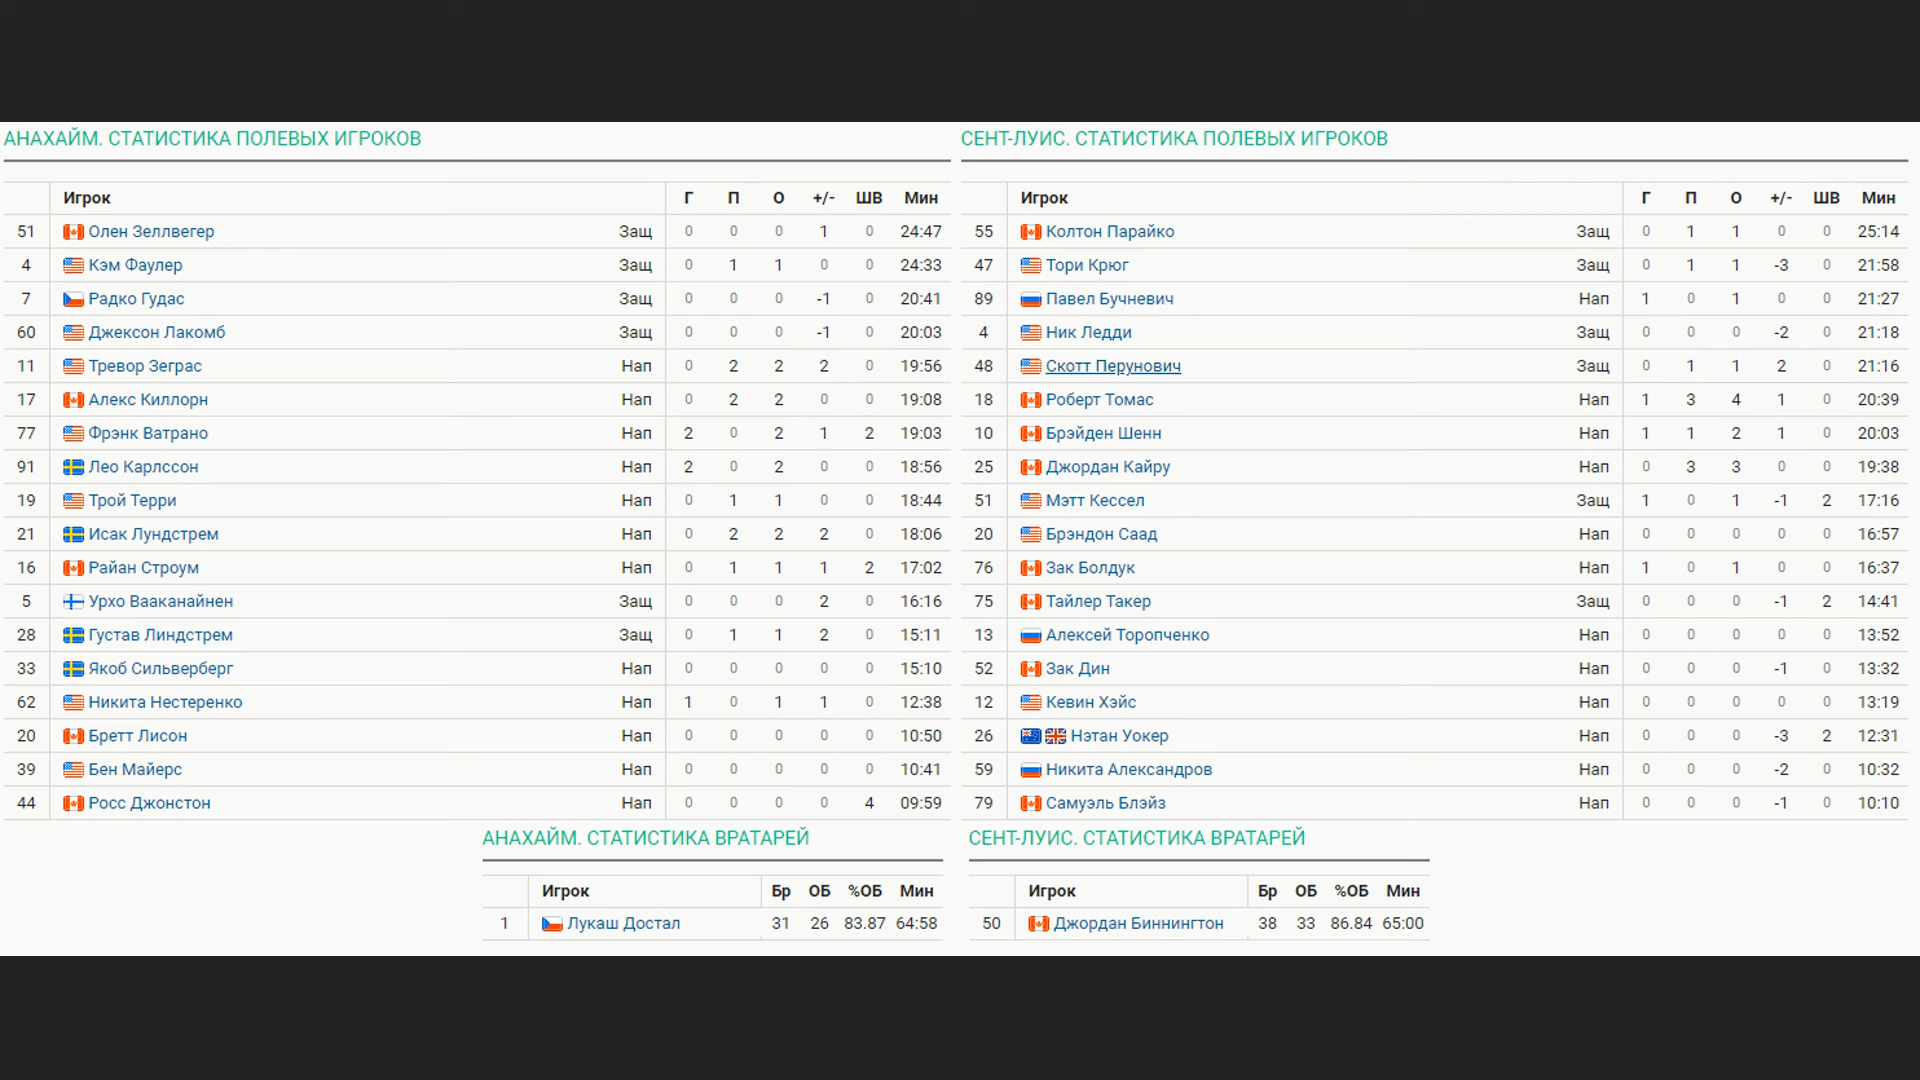 АНАХАЙМ. СТАТИСТИКА ПОЛЕВЫХ ИГРОКОВ
Игрок Г П О +/- ШВ Мин
51 Олен Зеллвегер Защ 0 0 0 1 0 24:47
4 Кэм Фаулер Защ 0 1 1 0 0 24:33
7 Радко Гудас Защ 0 0 0 -1 0 20:41
60 Джексон Лакомб Защ 0 0 0 -1 0 20:03
11 Тревор Зеграс Нап 0 2 2 2 0 19:56
17 Алекс Киллорн Нап 0 2 2 0 0 19:08
77 Фрэнк Ватрано Нап 2 0 2 1 2 19:03
91 Лео Карлссон Нап 2 0 2 0 0 18:56
19 Трой Терри Нап 0 1 1 0 0 18:44
21 Исак Лундстрем Нап 0 2 2 2 0 18:06
16 Райан Строум Нап 0 1 1 1 2 17:02
5 Урхо Вааканайнен Защ 0 0 0 2 0 16:16
28 Густав Линдстрем Защ 0 1 1 2 0 15:11
33 Якоб Сильверберг Нап 0 0 0 0 0 15:10
62 Никита Нестеренко Нап 1 0 1 1 0 12:38
20 Бретт Лисон Нап 0 0 0 0 0 10:50
39 Бен Майерс Нап 0 0 0 0 0 10:41
44 Росс Джонстон Нап 0 0 0 0 4 09:59
СЕНТ-ЛУИС. СТАТИСТИКА ПОЛЕВЫХ ИГРОКОВ
Игрок Г П О +/- ШВ Мин
55 Колтон Парайко Защ 0 1 1 0 0 25:14
47 Тори Крюг Защ 0 1 1 -3 0 21:58
89 Павел Бучневич Нап 1 0 1 0 0 21:27
4 Ник Ледди Защ 0 0 0 -2 0 21:18
48 Скотт Перунович Защ 0 1 1 2 0 21:16
18 Роберт Томас Нап 1 3 4 1 0 20:39
10 Брэйден Шенн Нап 1 1 2 1 0 20:03
25 Джордан Кайру Нап 0 3 3 0 0 19:38
51 Мэтт Кессел Защ 1 0 1 -1 2 17:16
20 Брэндон Саад Нап 0 0 0 0 0 16:57
76 Зак Болдук Нап 1 0 1 0 0 16:37
75 Тайлер Такер Защ 0 0 0 -1 2 14:41
13 Алексей Торопченко Нап 0 0 0 0 0 13:52
52 Зак Дин Нап 0 0 0 -1 0 13:32
12 Кевин Хэйс Нап 0 0 0 0 0 13:19
26 Нэтан Уокер Нап 0 0 0 -3 2 12:31
59 Никита Александров Нап 0 0 0 -2 0 10:32
79 Самуэль Блэйз Нап 0 0 0 -1 0 10:10
АНАХАЙМ. СТАТИСТИКА ВРАТАРЕЙ
Игрок Бр ОБ %ОБ Мин
1 Лукаш Достал 31 26 83.87 64:58
СЕНТ-ЛУИС. СТАТИСТИКА ВРАТАРЕЙ
Игрок Бр ОБ %ОБ Мин
50 Джордан Биннингтон 38 33 86.84 65:00